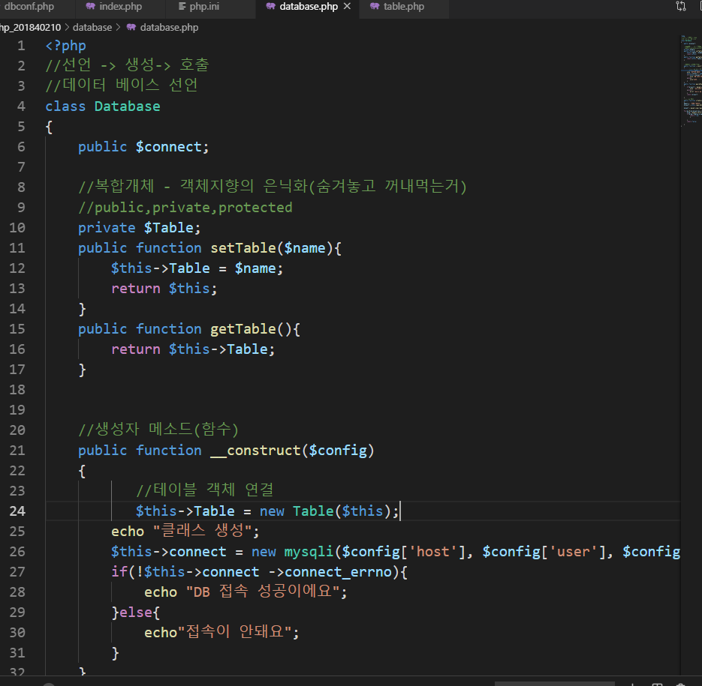 dbconf.php index.php php.ini database.php × table.php
hp_201840210 > database > database.php
1 <?php
2 //선언 -> 생성-> 호출
3 //데이터 베이스 선언
4 class Database
5 {
6 public $connect;
7
8 //복합개체 - 객체지향의 은닉화(숨겨놓고 꺼내먹는거)
9 //public,private,protected
10 private $Table;
11 public function setTable($name){
12 $this->Table = $name;
13 return $this;
14 }
15 public function getTable(){
16 return $this->Table;
17 }
18
19
20 //생성자 메소드(함수)
21 public function __construct($config)
22 {
23 //테이블 객체 연결
24 $this->Table = new Table($this);
25 echo "클래스 생성";
26 $this->connect = new mysqli($config['host'], $config['user'], $config
27 if(!$this->connect ->connect_errno){
28 echo "DB 접속 성공이에요";
29 }else{
30 echo"접속이 안돼요";
31 }
32 }